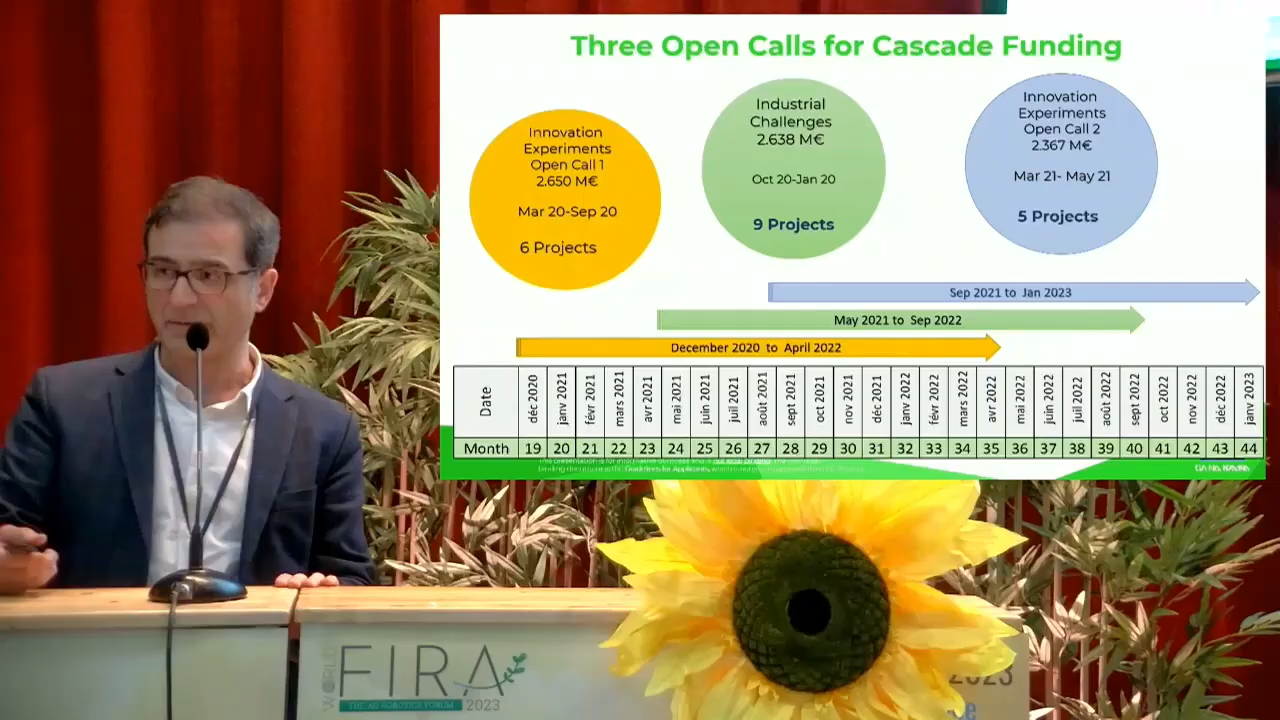 Three Open Calls for Cascade Funding
Innovation
Experiments
Open Call 1
2.650 M€
Mar 20-Sep 20
6 Projects
Industrial
Challenges
2.638 M€
Oct 20-Jan 20
9 Projects
Innovation
Experiments
Open Call 2
2.367 M€
Mar 21- May 21
5 Projects
Sep 2021 to Jan 2023
May 2021 to Sep 2022
December 2020 to April 2022
Date déc 2020 janv 2021 févr 2021 mars 2021 avr 2021 mai 2021 juin 2021 juil 2021 août 2021 sept 2021 oct 2021 nov 2021 déc 2021 janv 2022 févr 2022 mars 2022 avr 2022 mai 2022 juin 2022 juil 2022 août 2022 sept 2022 oct 2022 nov 2022 déc 2022 janv 2023
Month 19 20 21 22 23 24 25 26 27 28 29 30 31 32 33 34 35 36 37 38 39 40 41 42 43 44
WORLD
FIRA
THE AG ROBOTICS FORUM 2023
2023